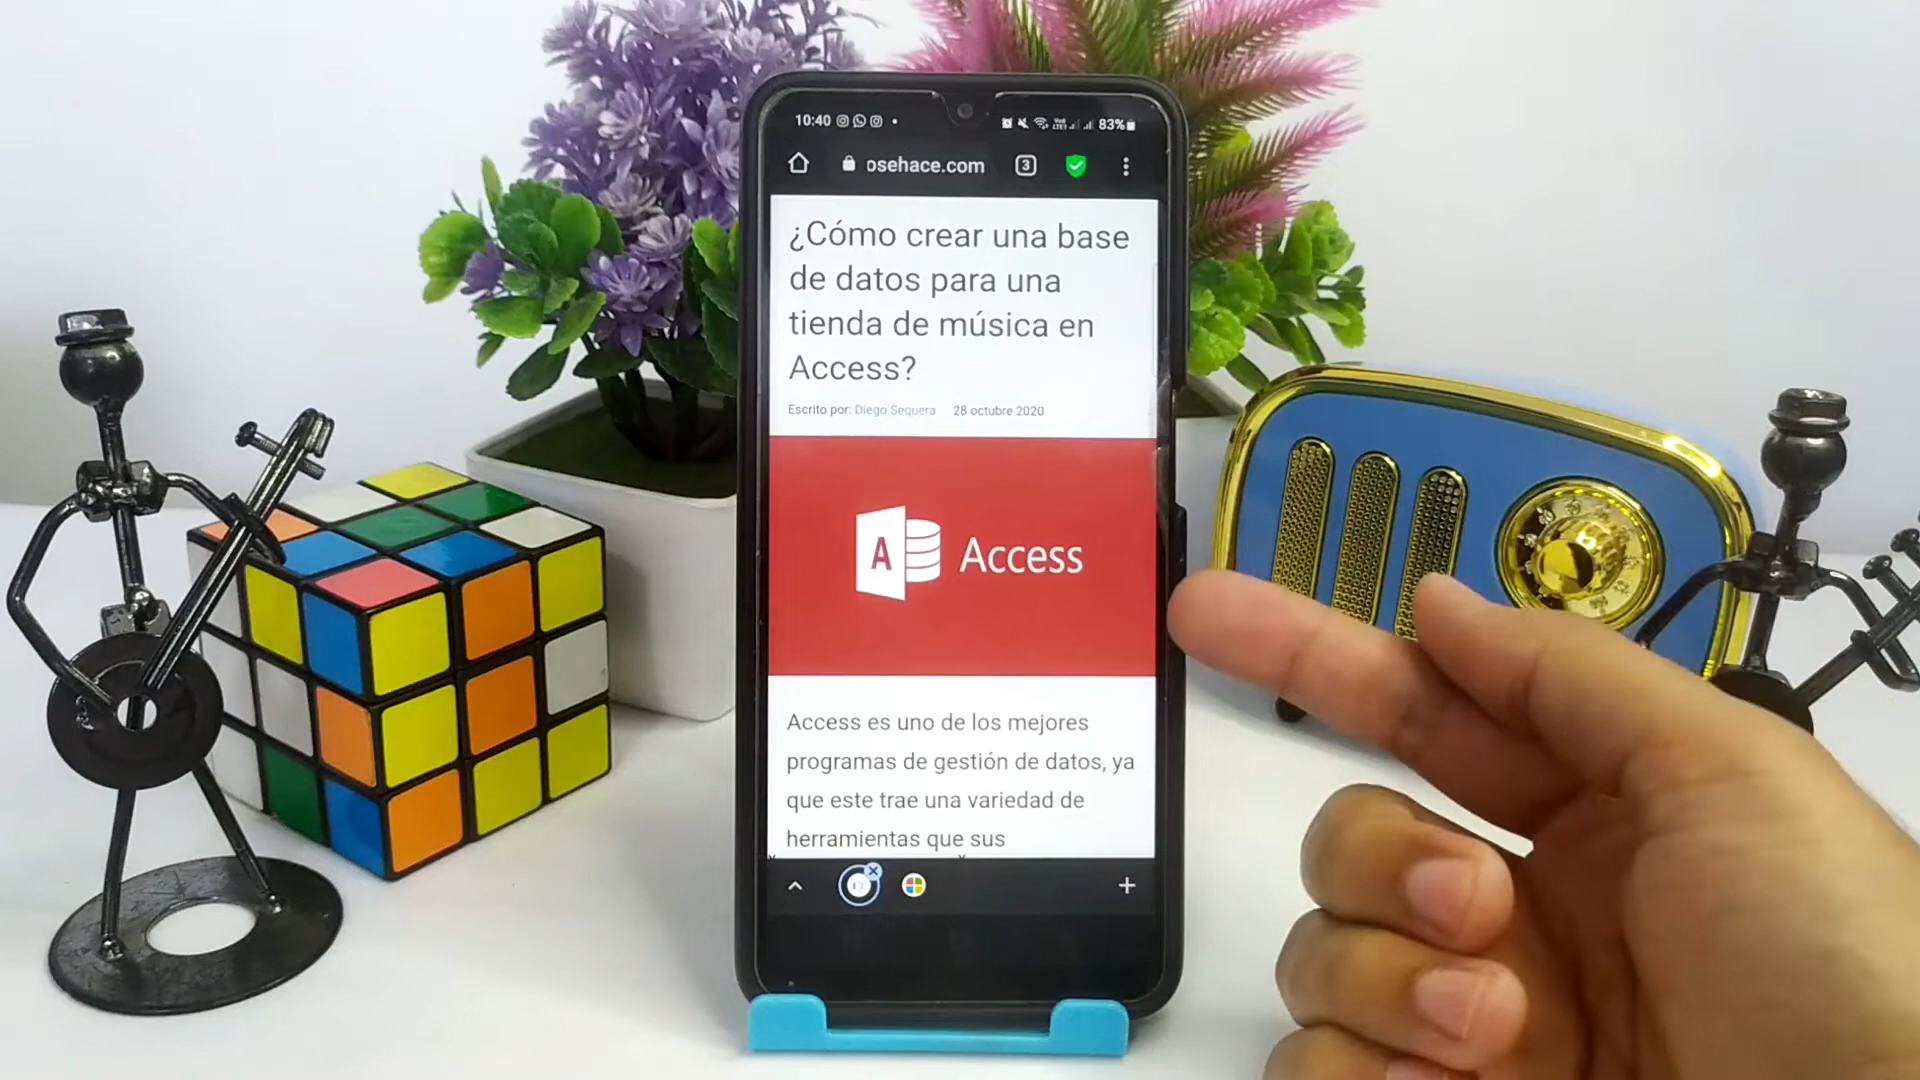 10:40
83%
osehace.com
3
¿Cómo crear una base
de datos para una
tienda de música en
Access?
Escrito por: Diego Sequera 28 octubre 2020
A Access
Access es uno de los mejores
programas de gestión de datos, ya
que este trae una variedad de
herramientas que sus